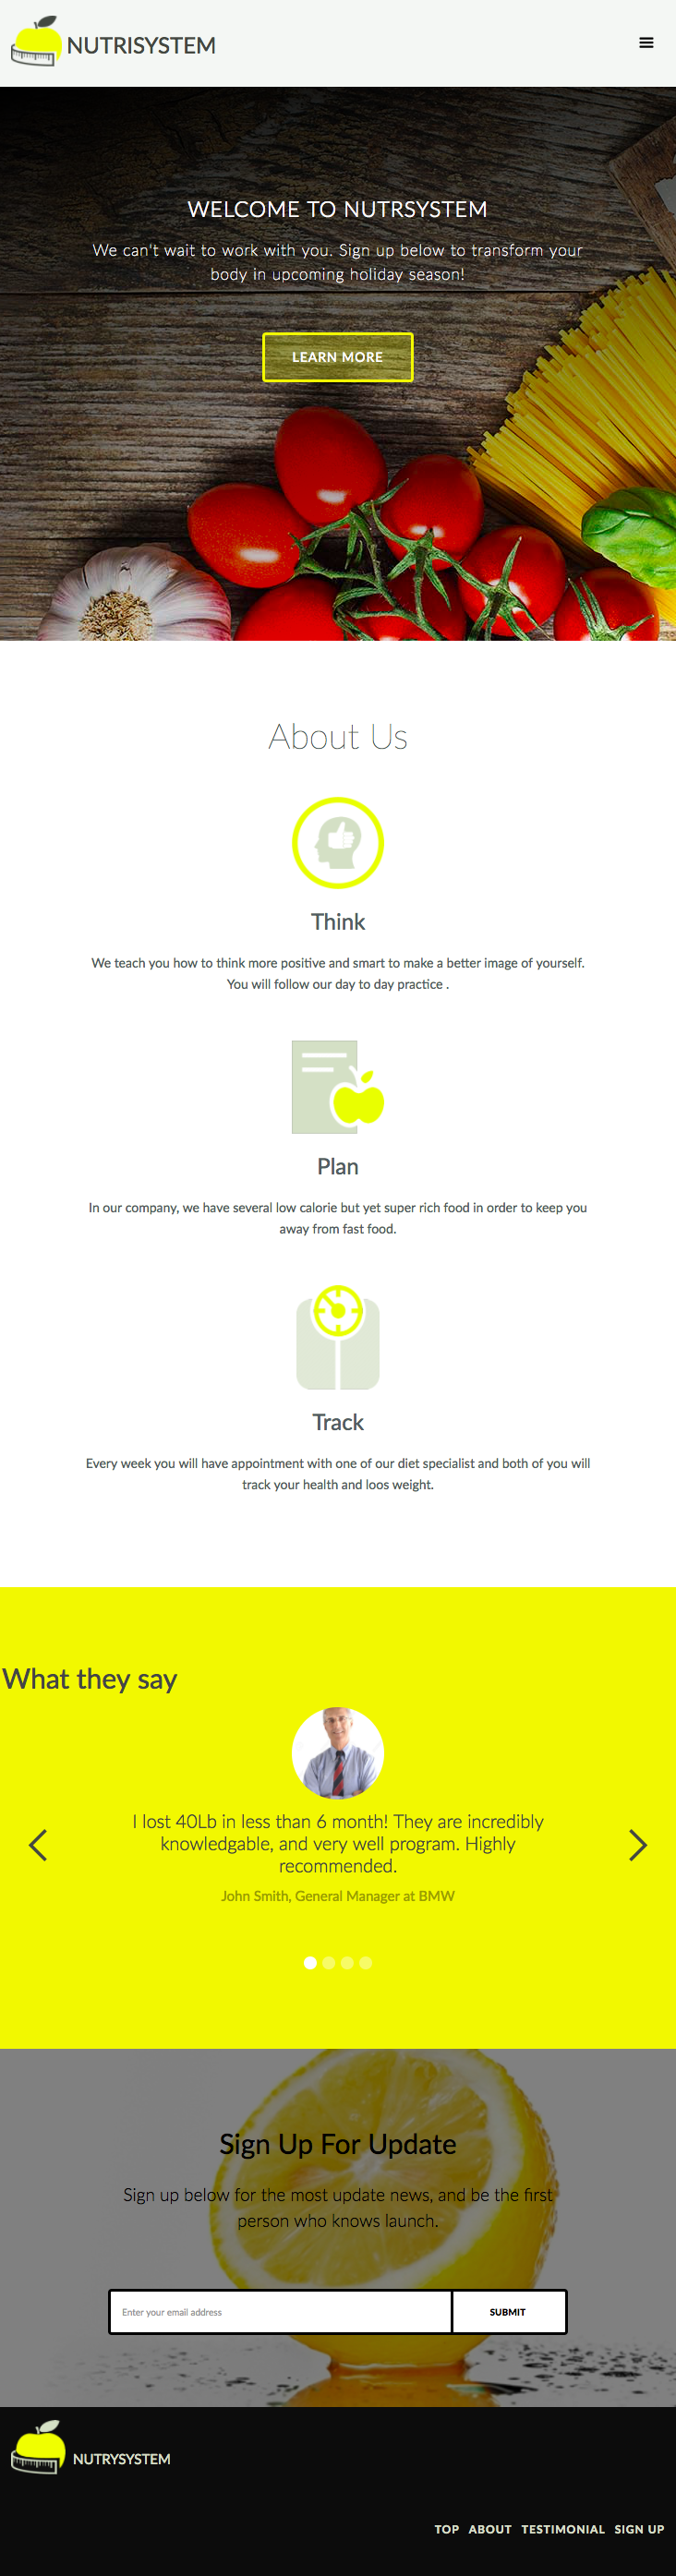 NUTRISYSTEM
WELCOME TO NUTRSYSTEM
We can't wait to work with you. Sign up below to transform your
body in upcoming holiday season!
LEARN MORE
About Us
Think
We teach you how to think more positive and smart to make a better image of yourself.
You will follow our day to day practice .
Plan
In our company, we have several low calorie but yet super rich food in order to keep you
away from fast food.
Track
Every week you will have appointment with one of our diet specialist and both of you will
track your health and loos weight.
What they say
I lost 40Lb in less than 6 month! They are incredibly
knowledgable, and very well program. Highly
recommended.
John Smith, General Manager at BMW
Sign Up For Update
Sign up below for the most update news, and be the first
person who knows launch.
Enter your email address
SUBMIT
NUTRYSYSTEM
TOP ABOUT TESTIMONIAL SIGN UP